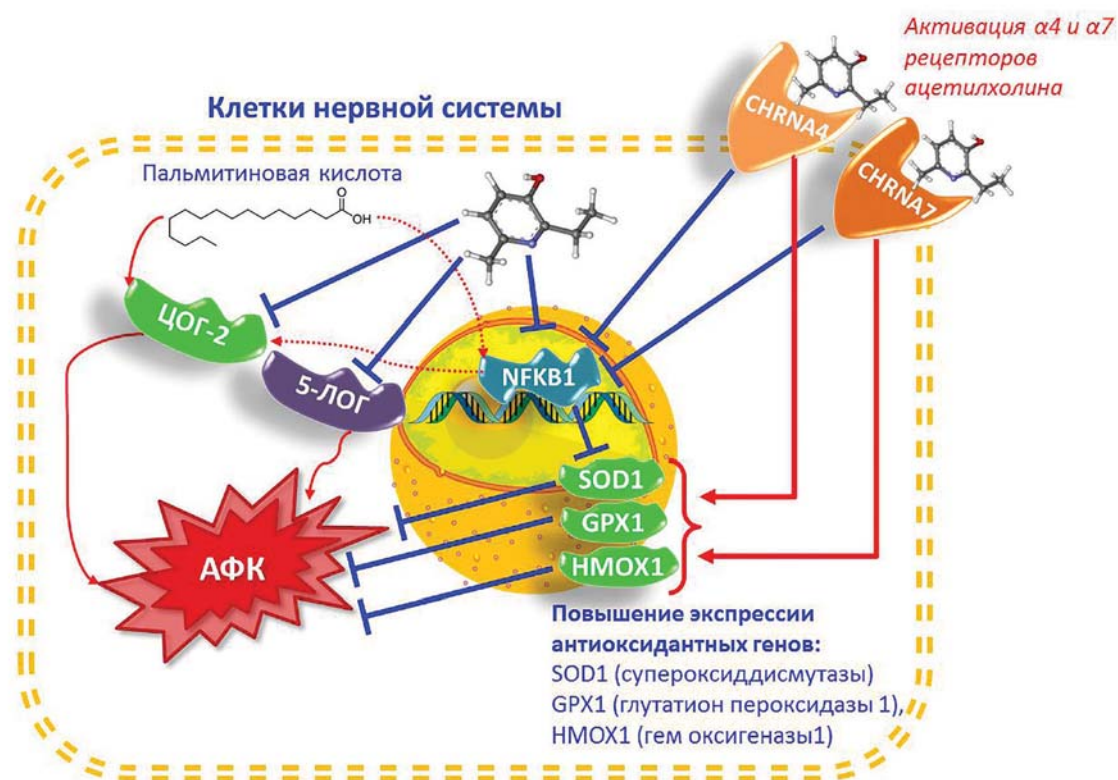 Активация α4 и α7
рецепторов
ацетилхолина
CHRNA4
CHRNA7
Клетки нервной системы
Пальмитиновая кислота
O
OH
ЦОГ-2
5-ЛОГ
NFKB1
SOD1
GPX1
HMOX1
АФК
Повышение экспрессии
антиоксидантных генов:
SOD1 (супероксиддисмутазы)
GPX1 (глутатион пероксидазы 1),
HMOX1 (гем оксигеназы1)